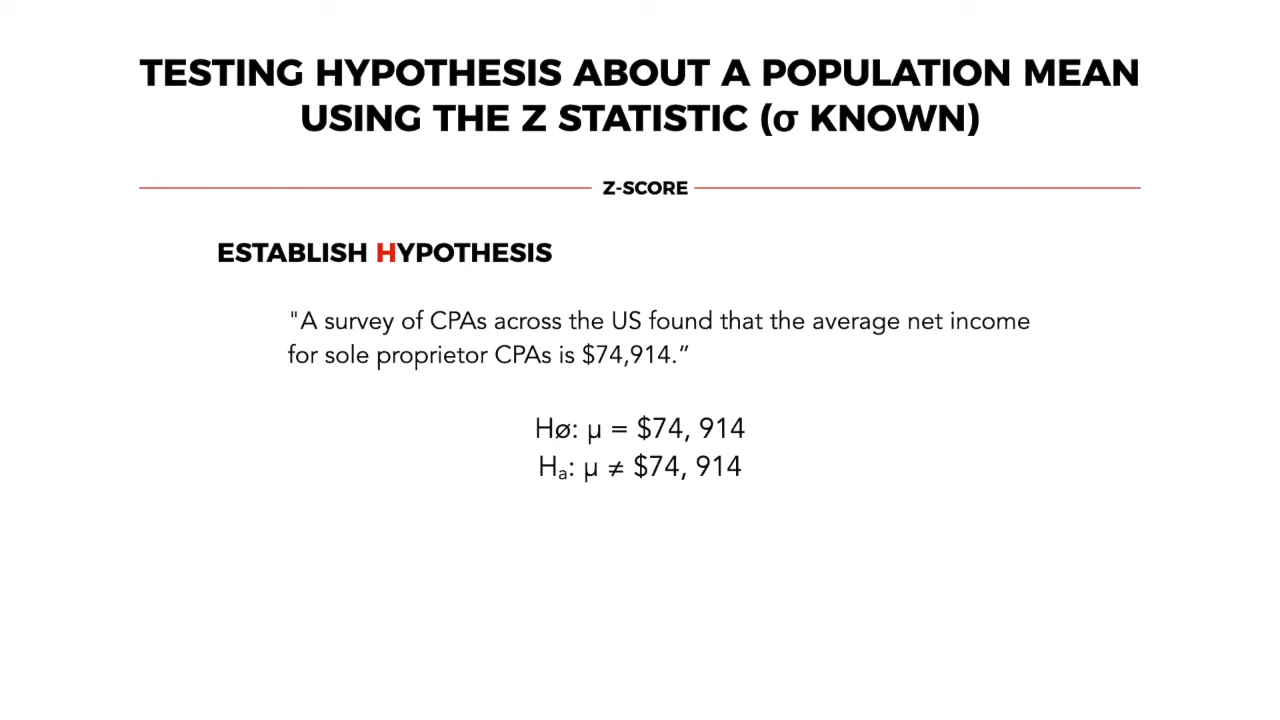 TESTING HYPOTHESIS ABOUT A POPULATION MEAN
USING THE Z STATISTIC (σ KNOWN)
Z-SCORE
ESTABLISH HYPOTHESIS
"A survey of CPAs across the US found that the average net income
for sole proprietor CPAs is $74,914.”
Hø: µ = $74, 914
Hₐ: µ ≠ $74, 914